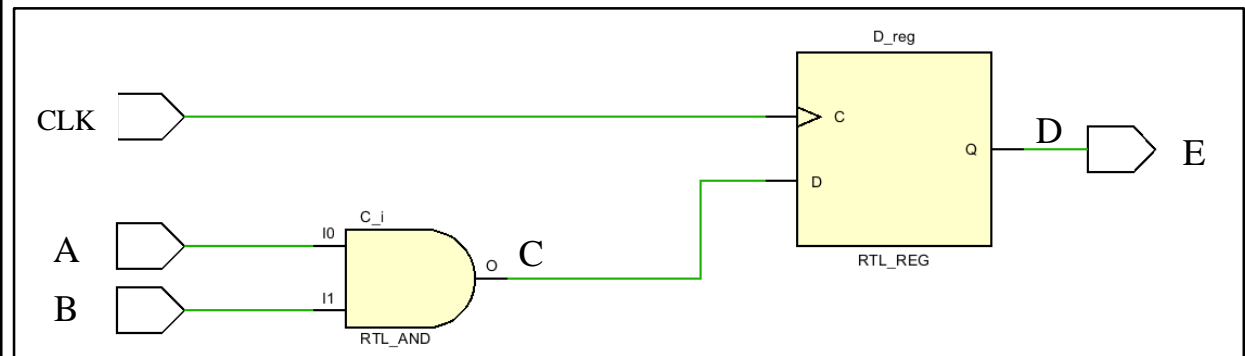 D_reg
CLK
C
D
Q
D
E
A
I0
C_i
O
C
B
I1
RTL_AND
RTL_REG